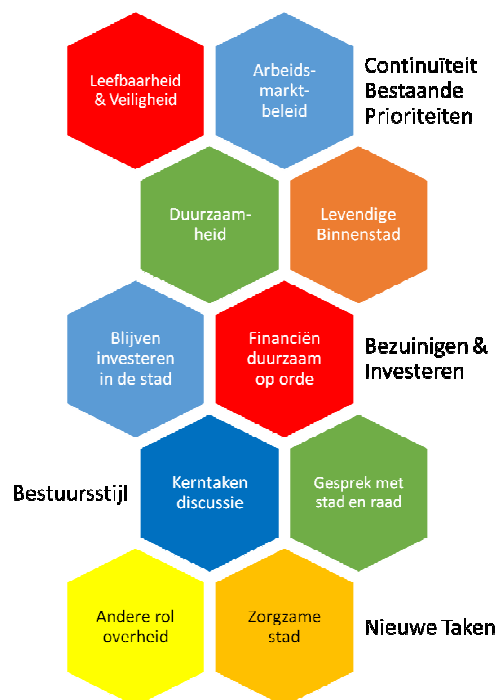 Leefbaarheid
& Veiligheid
Arbeids-
markt-
beleid
Continuïteit
Bestaande
Prioriteiten
Duurzaam-
heid
Levendige
Binnenstad
Blijven
investeren
in de stad
Financiën
duurzaam
op orde
Bezuinigen &
Investeren
Bestuursstijl
Kerntaken
discussie
Gesprek met
stad en raad
Andere rol
overheid
Zorgzame
stad
Nieuwe Taken